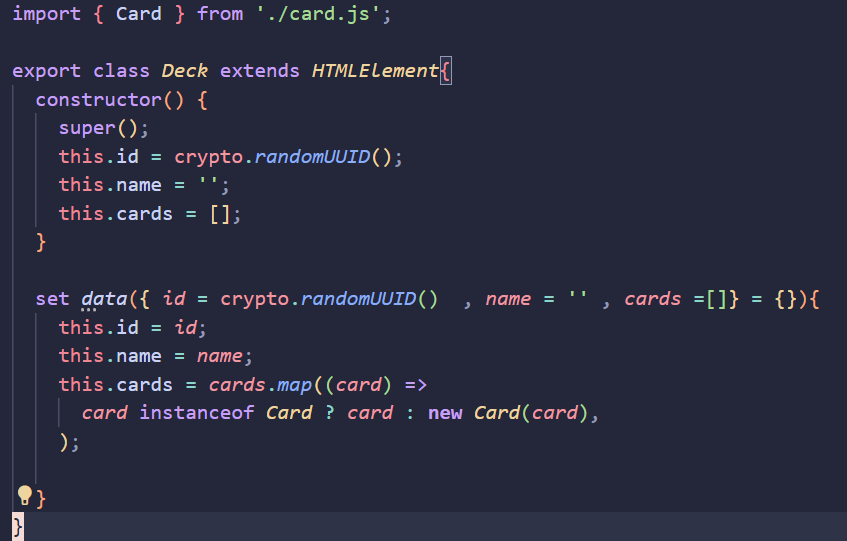 import { Card } from './card.js';
export class Deck extends HTMLElement{
constructor() {
super();
this.id = crypto.randomUUID();
this.name = '';
this.cards = [];
}
set data({ id = crypto.randomUUID()  , name = '' , cards =[]} = {}){
this.id = id;
this.name = name;
this.cards = cards.map((card) =>
card instanceof Card ? card : new Card(card),
);
}
}